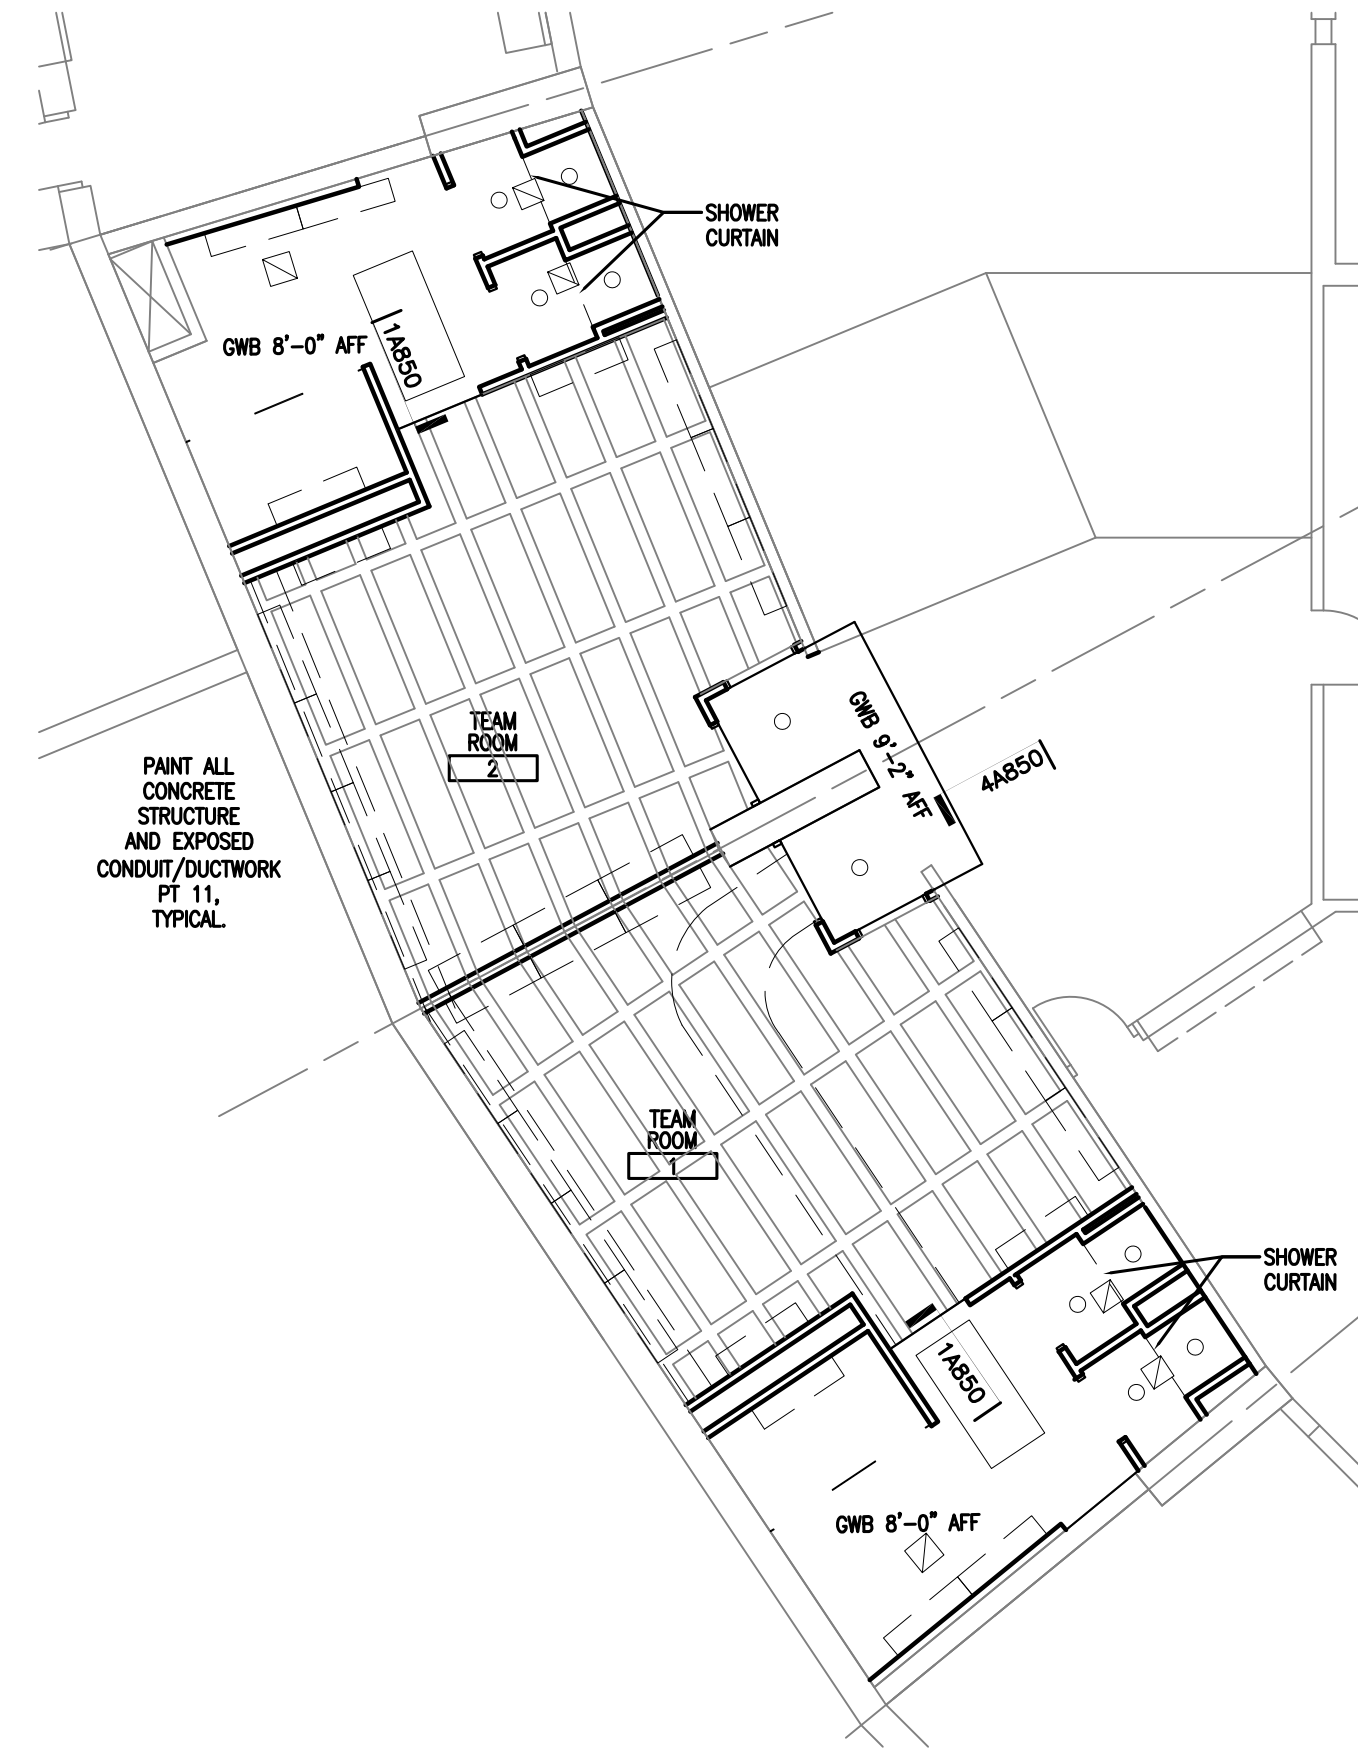 SHOWER
CURTAIN
GWB 8'-0" AFF
1A850
TEAM
ROOM
2
GWB 9'-2" AFF
4A850
PAINT ALL
CONCRETE
STRUCTURE
AND EXPOSED
CONDUIT/DUCTWORK
PT 11,
TYPICAL.
TEAM
ROOM
1
SHOWER
CURTAIN
1A850
GWB 8'-0" AFF